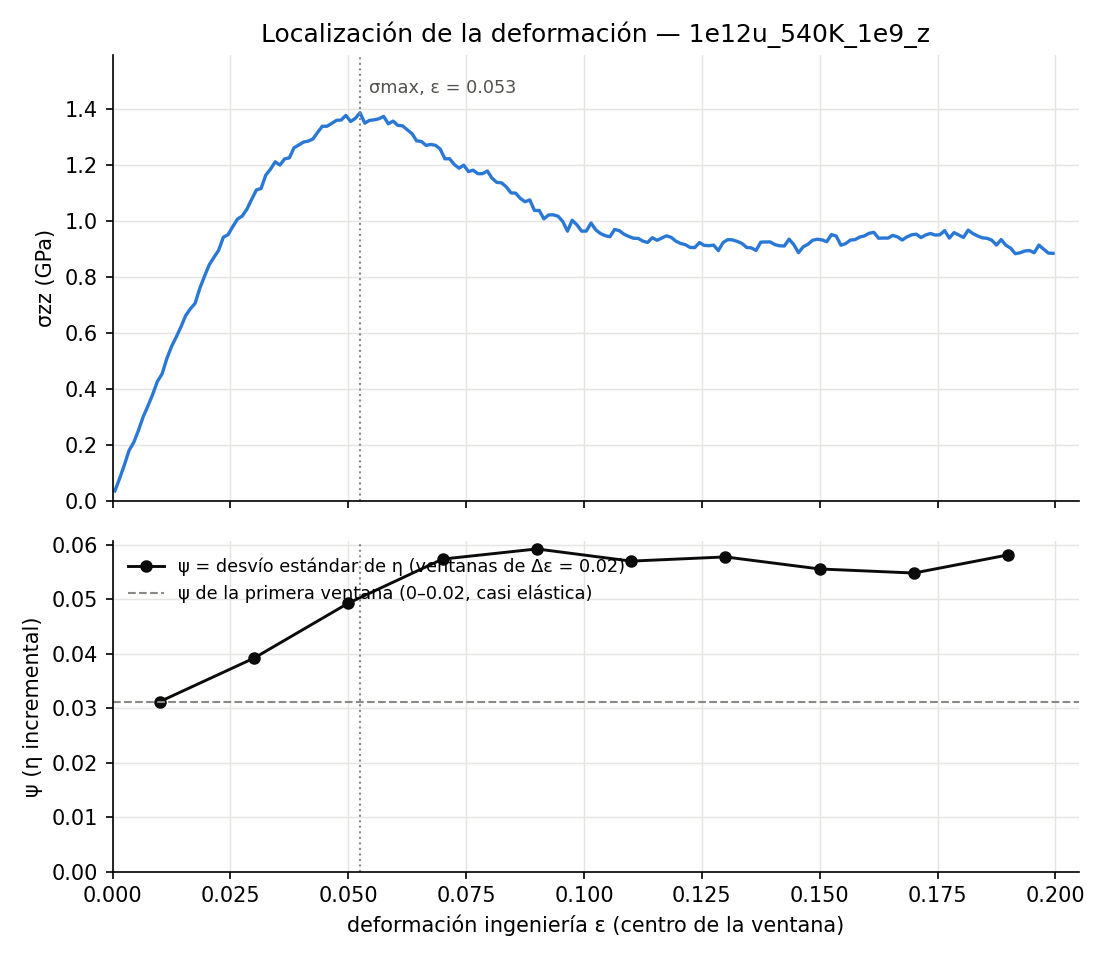 Localización de la deformación — 1e12u_540K_1e9_z
σmax, ε = 0.053
1.4
1.2
1.0
0.8
0.6
0.4
0.2
0.0
σzz (GPa)
0.06
0.05
0.04
0.03
0.02
0.01
0.00
ψ (η incremental)
ψ = desvío estándar de η (ventanas de Δε = 0.02)
ψ de la primera ventana (0–0.02, casi elástica)
0.000 0.025 0.050 0.075 0.100 0.125 0.150 0.175 0.200
deformación ingeniería ε (centro de la ventana)